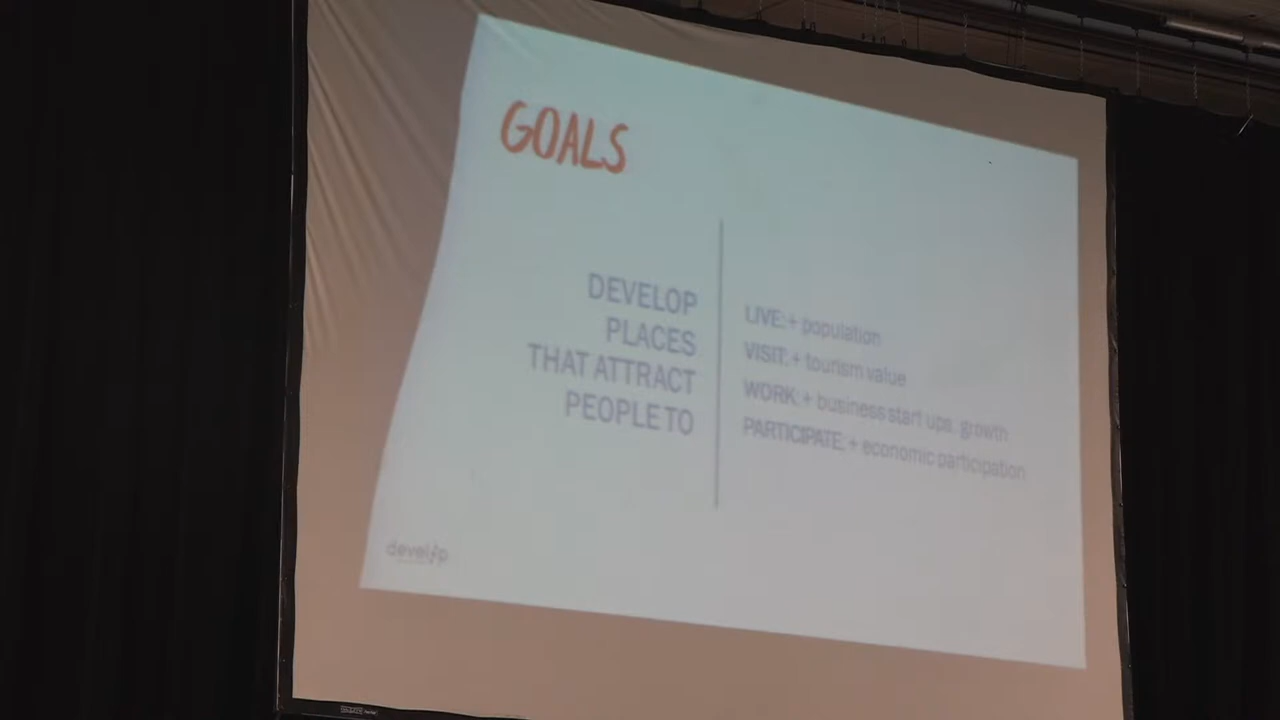 GOALS
DEVELOP
PLACES
THAT ATTRACT
PEOPLE TO
LIVE: + population
VISIT: + tourism value
WORK: + business start ups, growth
PARTICIPATE: + economic participation
develop